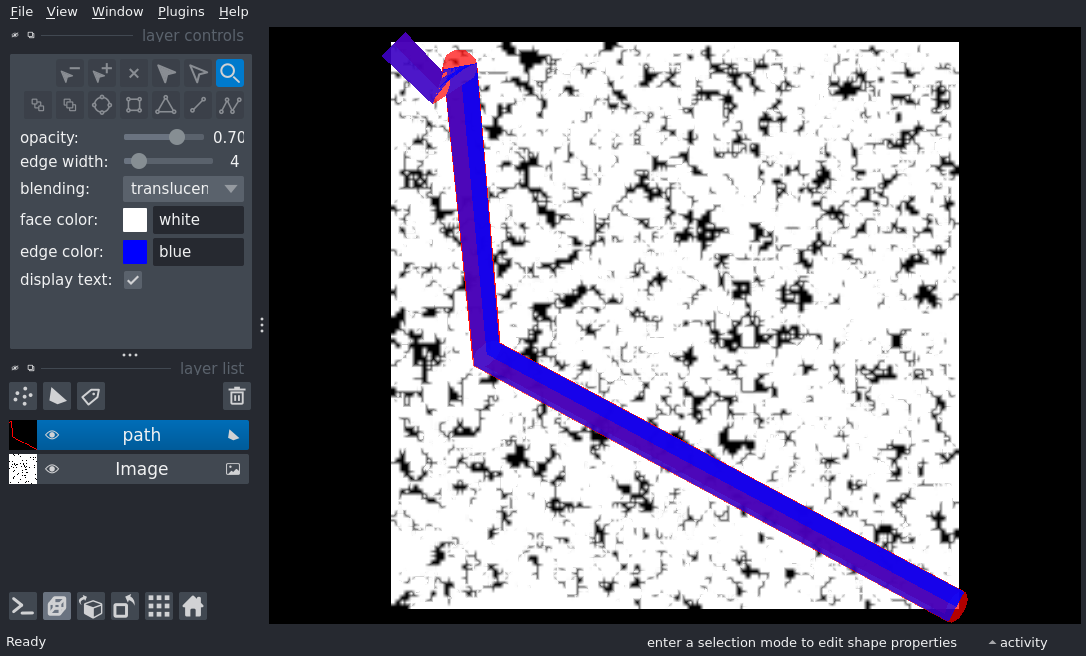 File View Window Plugins Help
layer controls
opacity: 0.70
edge width: 4
blending: translucen
face color: white
edge color: blue
display text:
layer list
path
Image
Ready
enter a selection mode to edit shape properties
activity